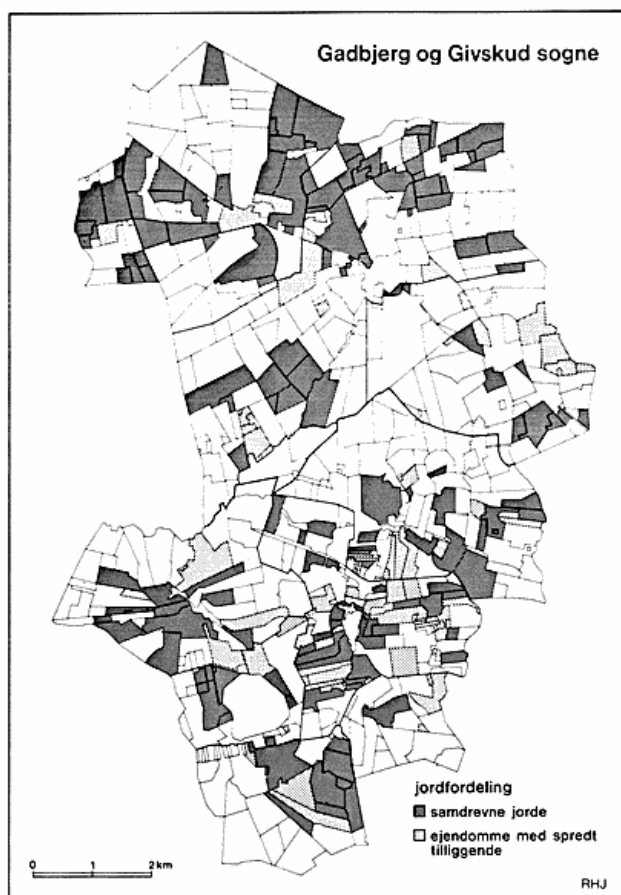 Gadbjerg og Givskud sogne
jordfordeling
samdrevne jorde
ejendomme med spredt
tilliggende
0 1 2 km
RHJ